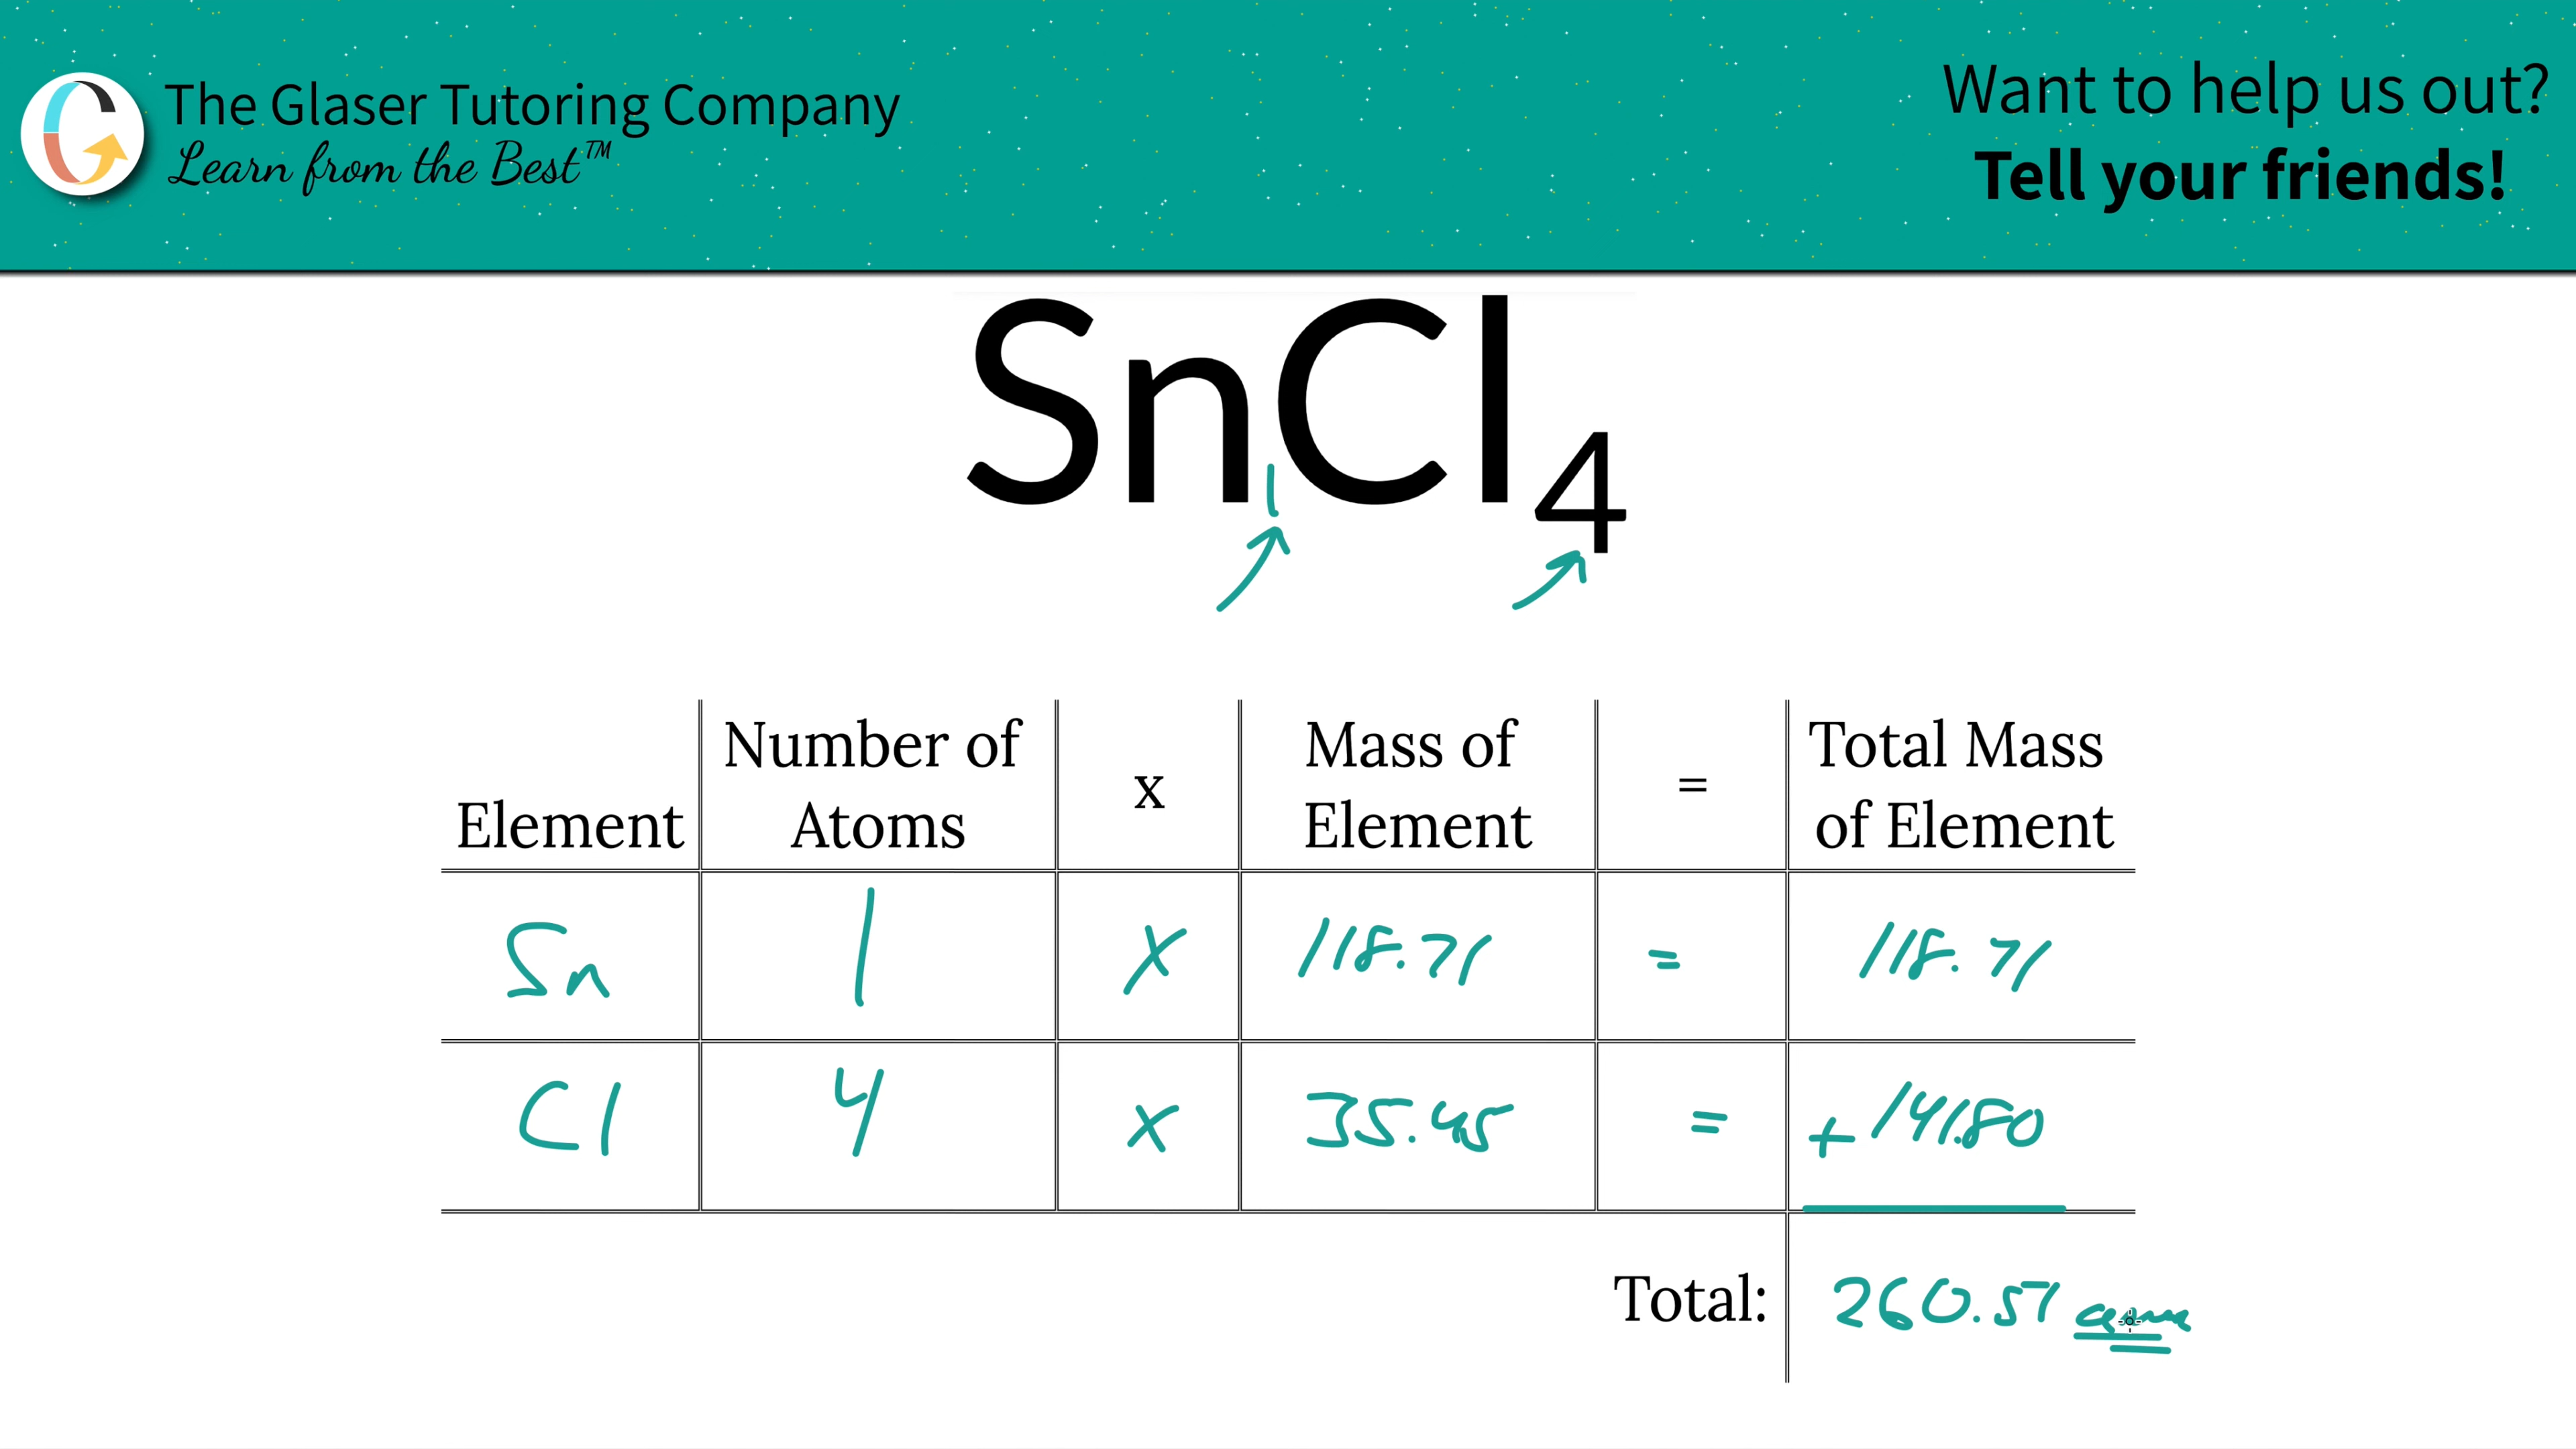 The Glaser Tutoring Company
Learn from the Best™
Want to help us out?
Tell your friends!
SnCl₄
1
Element Number of Atoms x Mass of Element = Total Mass of Element
Sn 1 x 118.71 = 118.71
Cl 4 x 35.45 = + 141.80
Total: 260.51 amu